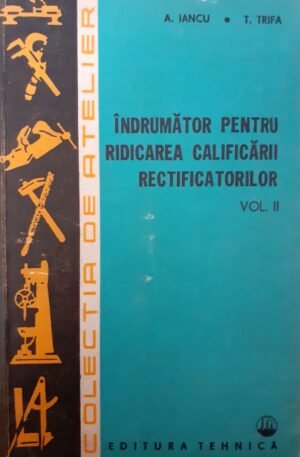 A. IANCU • T. TRIFA
ÎNDRUMĂTOR PENTRU
RIDICAREA CALIFICĂRII
RECTIFICATORILOR
VOL. II
COLECȚIA DE ATELIER
EDITURA TEHNICĂ